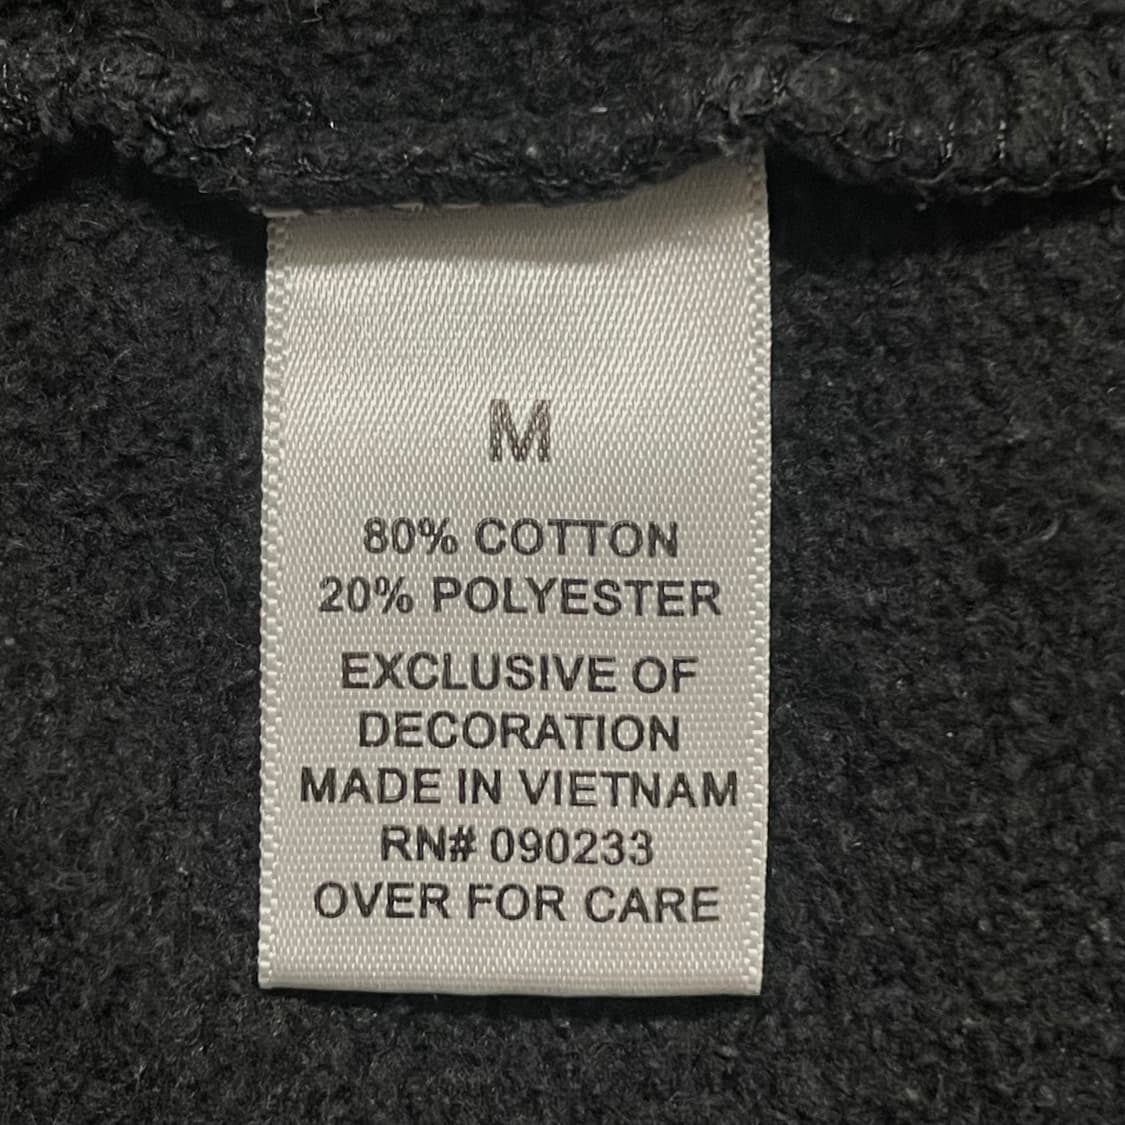 M
80% COTTON
20% POLYESTER
EXCLUSIVE OF
DECORATION
MADE IN VIETNAM
RN# 090233
OVER FOR CARE